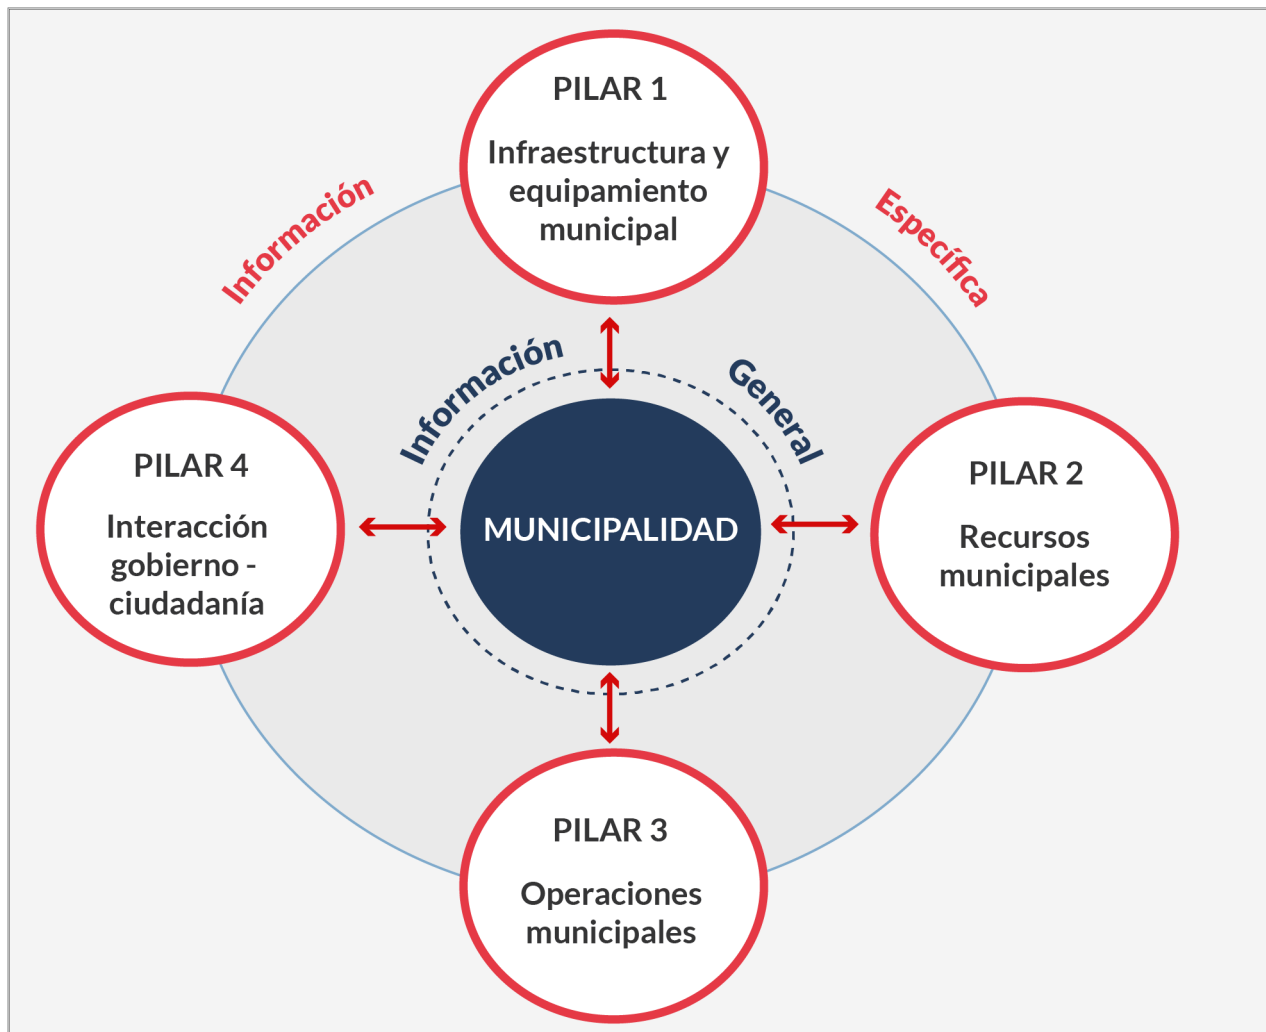 PILAR 1
Infraestructura y
equipamiento
municipal
Información
Específica
Información
General
PILAR 4
Interacción
gobierno -
ciudadanía
MUNICIPALIDAD
PILAR 2
Recursos
municipales
PILAR 3
Operaciones
municipales